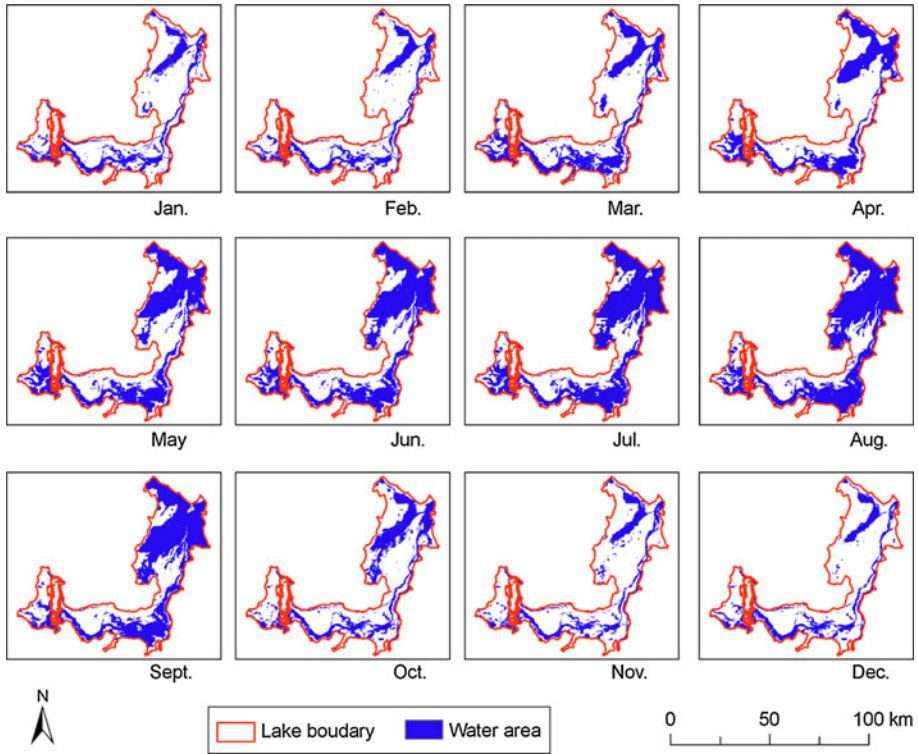 Jan.
Feb.
Mar.
Apr.
May
Jun.
Jul.
Aug.
Sept.
Oct.
Nov.
Dec.
N
Lake boudary
Water area
0 50 100 km